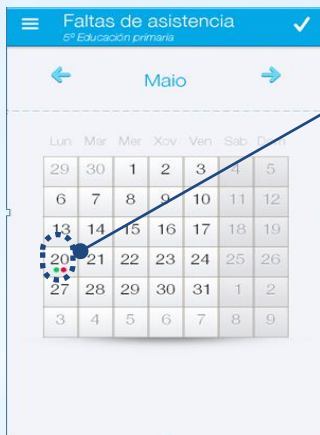 Faltas de asistencia
5º Educación primaria
Maio
Lun Mar Mer Xov Ven Sab Dom
29 30 1 2 3 4 5
6 7 8 9 10 11 12
13 14 15 16 17 18 19
20 21 22 23 24 25 26
27 28 29 30 31 1 2
3 4 5 6 7 8 9